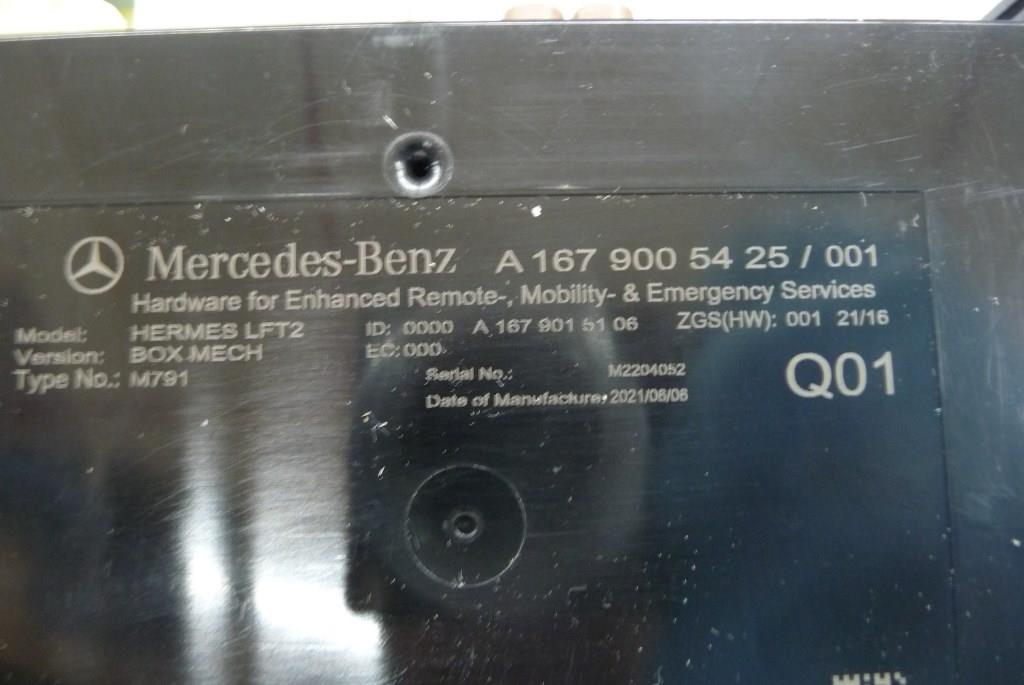 Mercedes-Benz A 167 900 54 25 / 001
Hardware for Enhanced Remote-, Mobility- & Emergency Services
Model: HERMES LFT2 ID: 0000 A 167 901 51 06 ZGS(HW): 001 21/16
Version: BOX MECH EC: 000
Type No.: M791
Serial No.: M2204052
Date of Manufacture: 2021/06/06
Q01